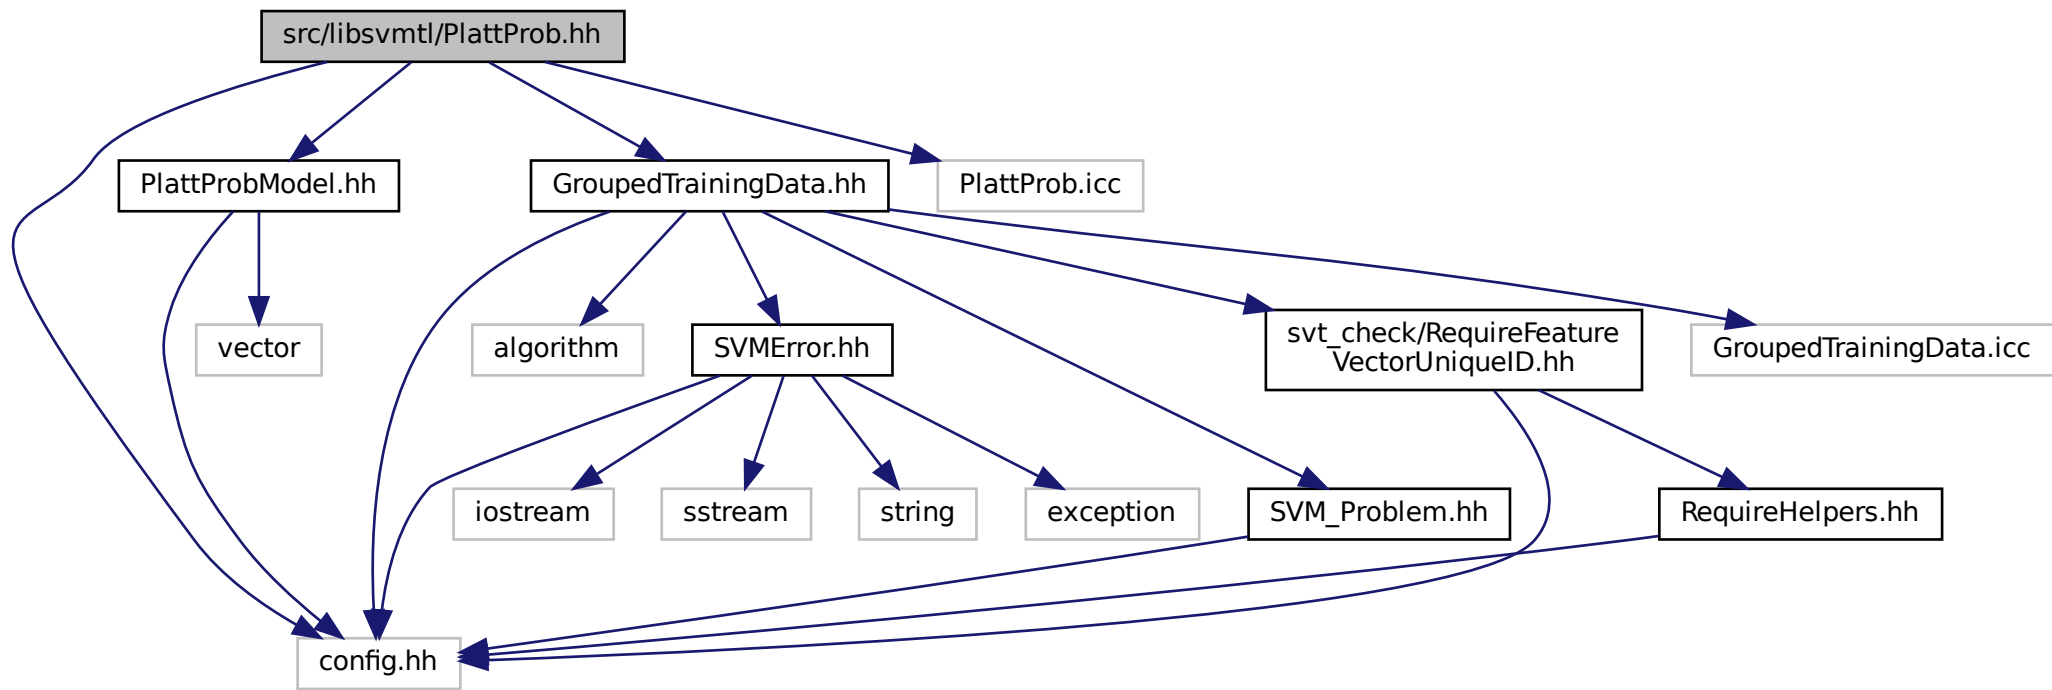 src/libsvmtl/PlattProb.hh
PlattProbModel.hh
GroupedTrainingData.hh
PlattProb.icc
vector
algorithm
SVMError.hh
svt_check/RequireFeature
VectorUniqueID.hh
GroupedTrainingData.icc
iostream
sstream
string
exception
SVM_Problem.hh
RequireHelpers.hh
config.hh